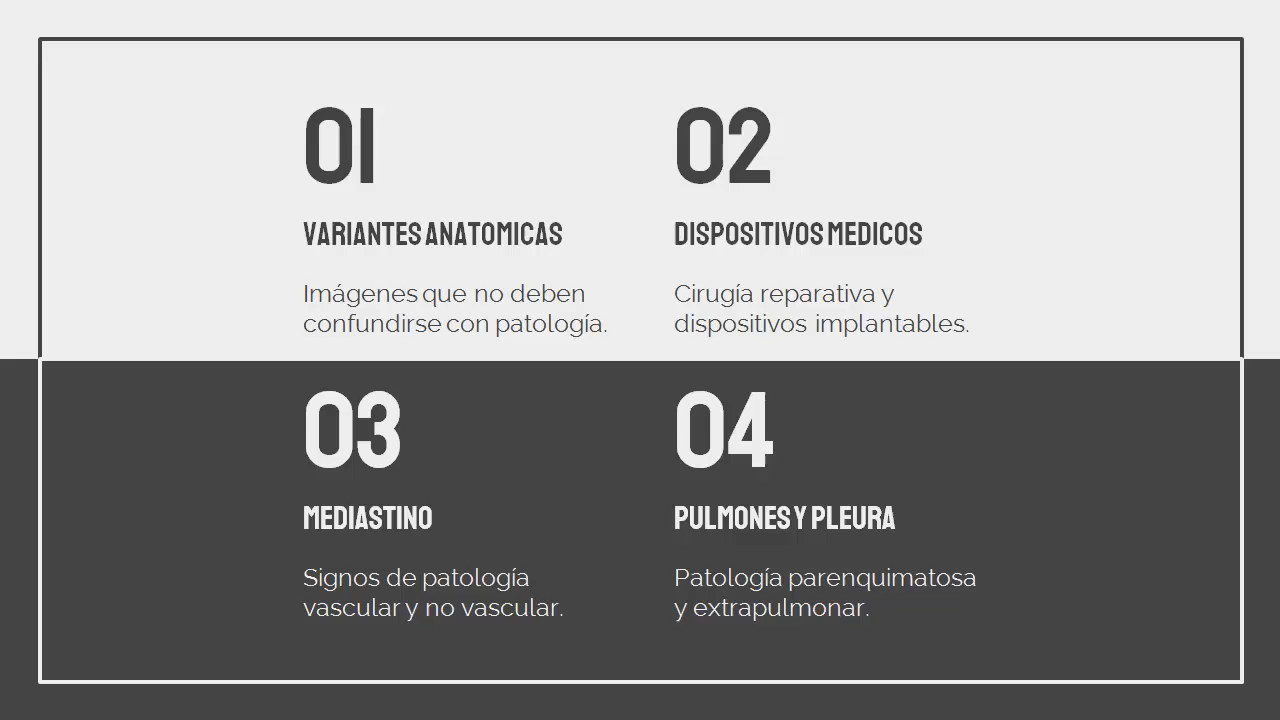 01
VARIANTES ANATOMICAS
Imágenes que no deben
confundirse con patología.
02
DISPOSITIVOS MEDICOS
Cirugía reparativa y
dispositivos implantables.
03
MEDIASTINO
Signos de patología
vascular y no vascular.
04
PULMONES Y PLEURA
Patología parenquimatosa
y extrapulmonar.